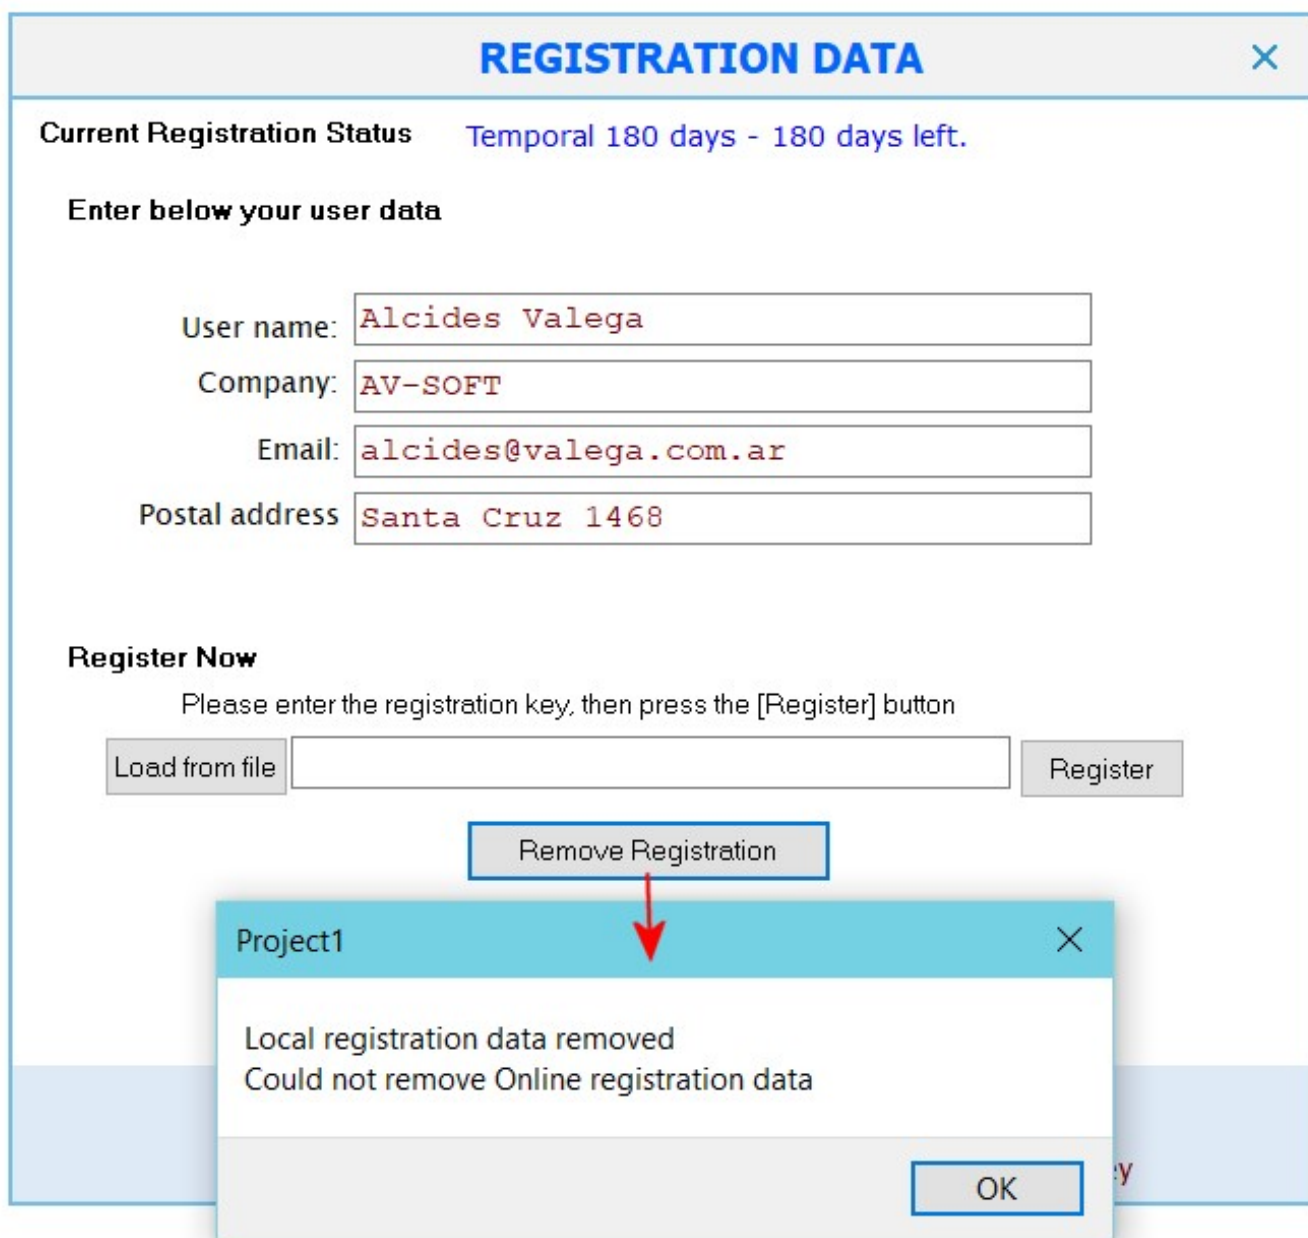 REGISTRATION DATA
Current Registration Status Temporal 180 days - 180 days left.
Enter below your user data
User name: Alcides Valega
Company: AV-SOFT
Email: alcides@valega.com.ar
Postal address Santa Cruz 1468
Register Now
Please enter the registration key, then press the [Register] button
Load from file Register
Remove Registration
Project1
Local registration data removed
Could not remove Online registration data
OK